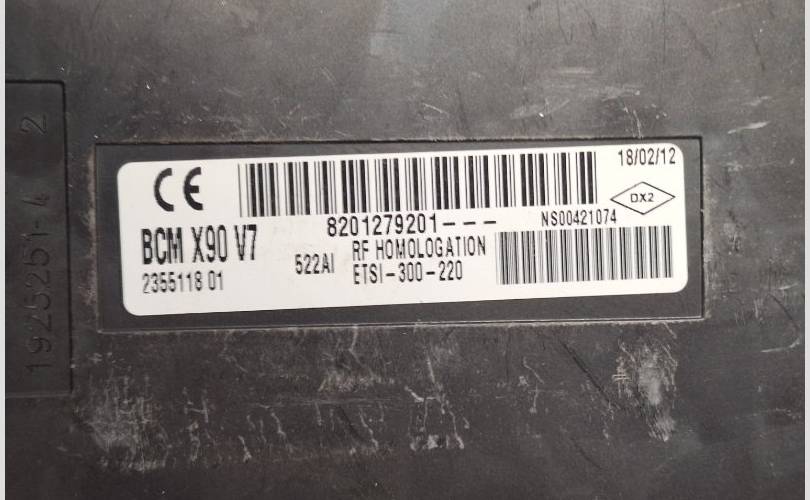 CE
18/02/12
DX2
8201279201---
NS00421074
BCM X90 V7
522AI
RF HOMOLOGATION
2355118 01
ETSI-300-220
1925251-4 2